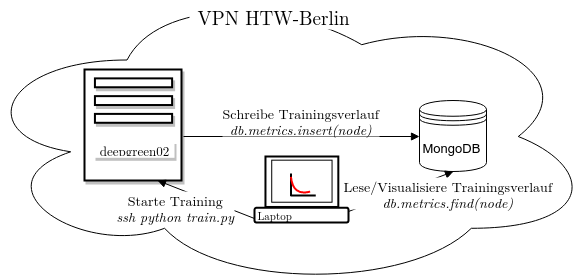 VPN HTW-Berlin
Schreibe Trainingsverlauf
db.metrics.insert(node)
deepgreen02
MongoDB
Lese/Visualisiere Trainingsverlauf
db.metrics.find(node)
Starte Training
ssh python train.py
Laptop